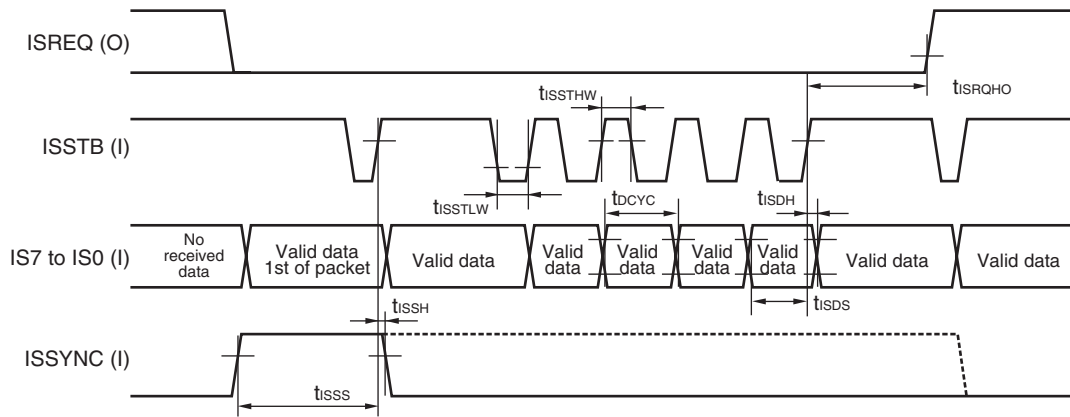 ISREQ (O)
tISRQHO
tISSTHW
ISSTB (I)
tISSTLW
tDCYC
tISDH
IS7 to IS0 (I)
No
received
data
Valid data
1st of packet
Valid data
Valid
data
Valid
data
Valid
data
Valid
data
Valid data
Valid data
tISSH
tISDS
ISSYNC (I)
tISSS